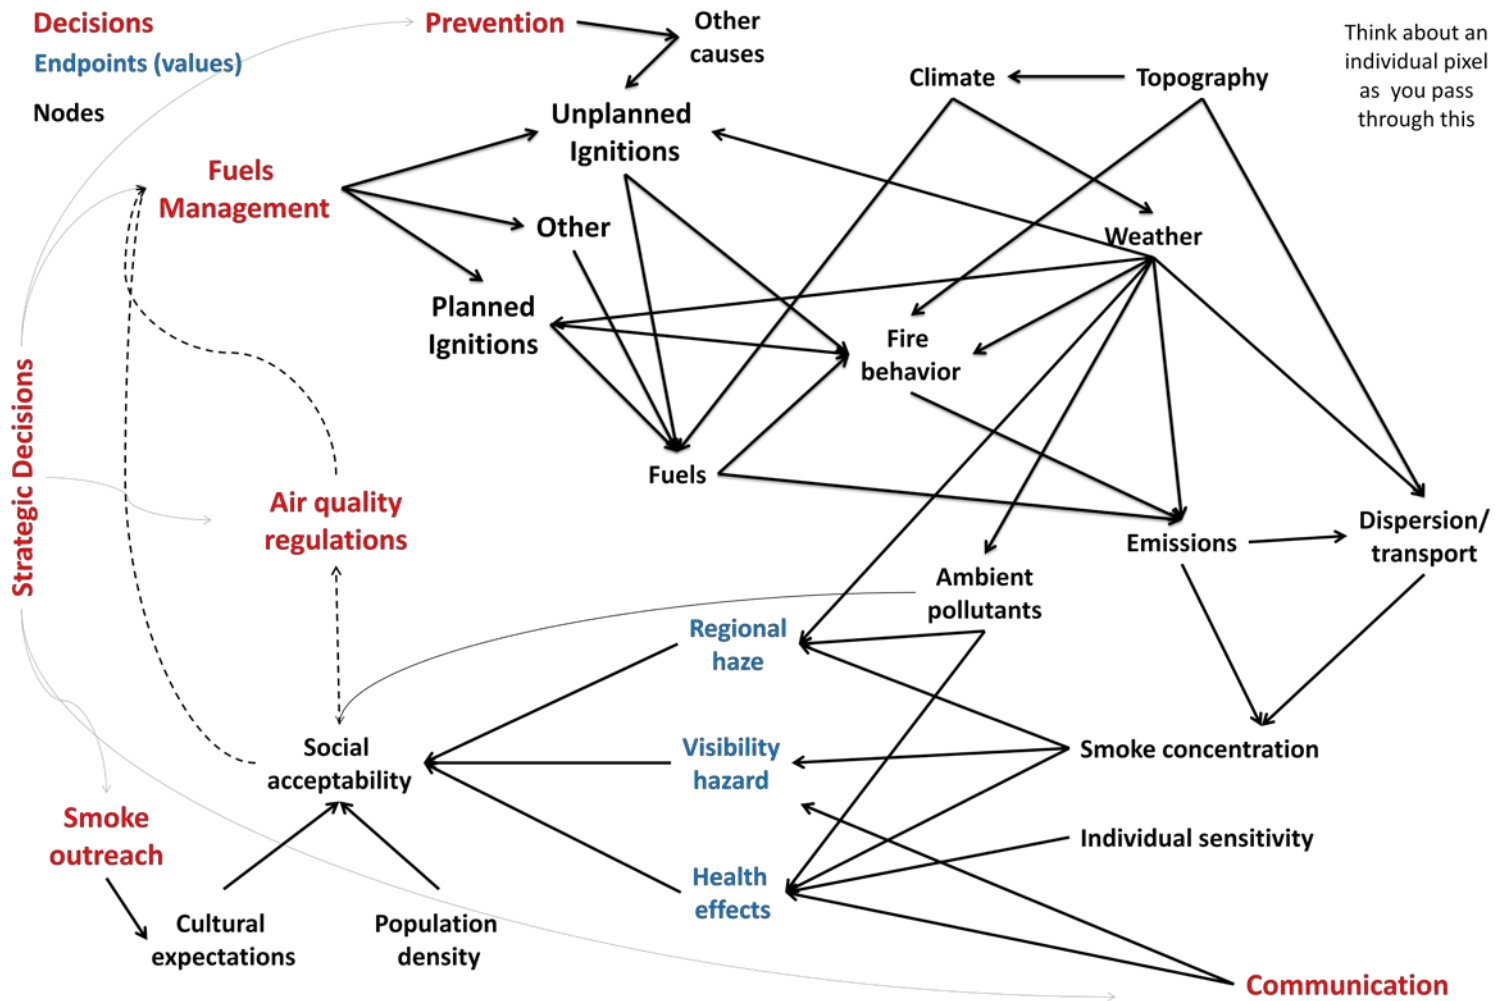 Decisions
Endpoints (values)
Nodes
Prevention
Other
causes
Think about an
individual pixel
as you pass
through this
Climate
Topography
Unplanned
Ignitions
Fuels
Management
Other
Weather
Planned
Ignitions
Fire
behavior
Strategic Decisions
Fuels
Air quality
regulations
Emissions
Dispersion/
transport
Ambient
pollutants
Regional
haze
Social
acceptability
Visibility
hazard
Smoke concentration
Smoke
outreach
Individual sensitivity
Health
effects
Cultural
expectations
Population
density
Communication